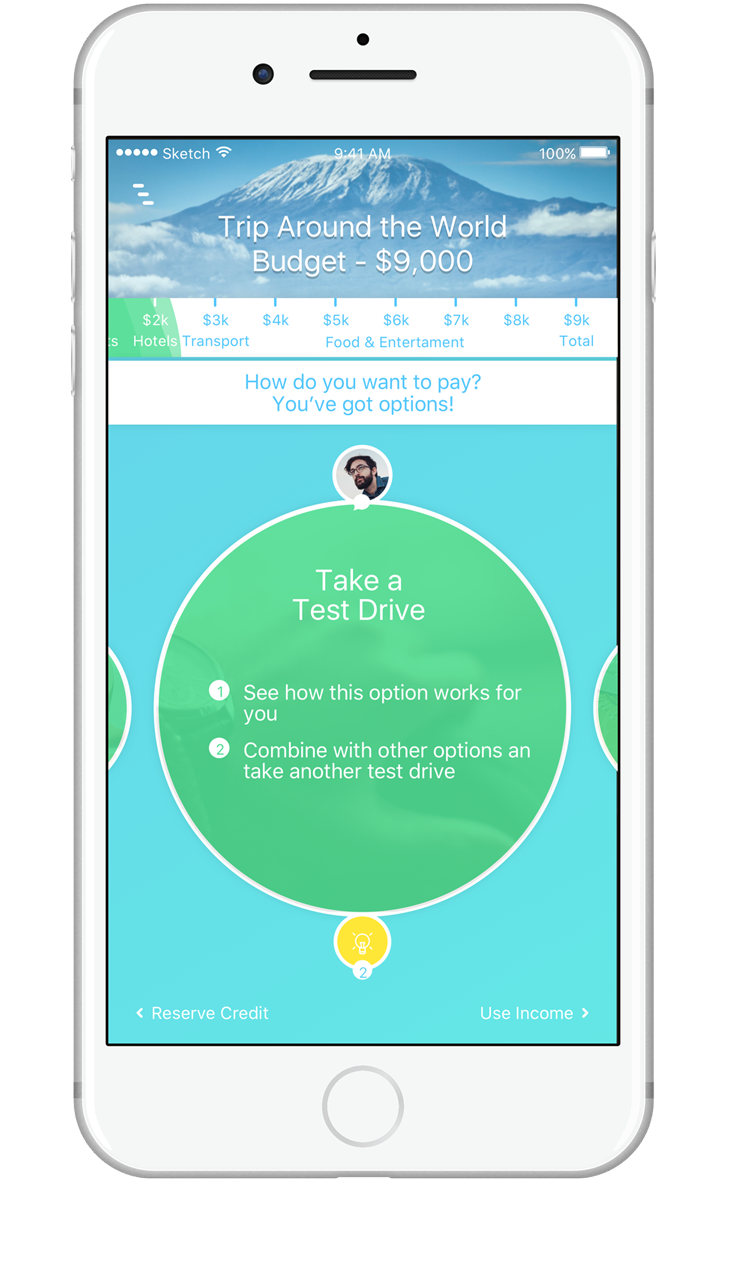 Sketch 9:41 AM 100%
Trip Around the World
Budget - $9,000
$2k $3k $4k $5k $6k $7k $8k $9k
ts Hotels Transport Food & Entertament Total
How do you want to pay?
You’ve got options!
Take a
Test Drive
1 See how this option works for
you
2 Combine with other options an
take another test drive
2
Reserve Credit Use Income